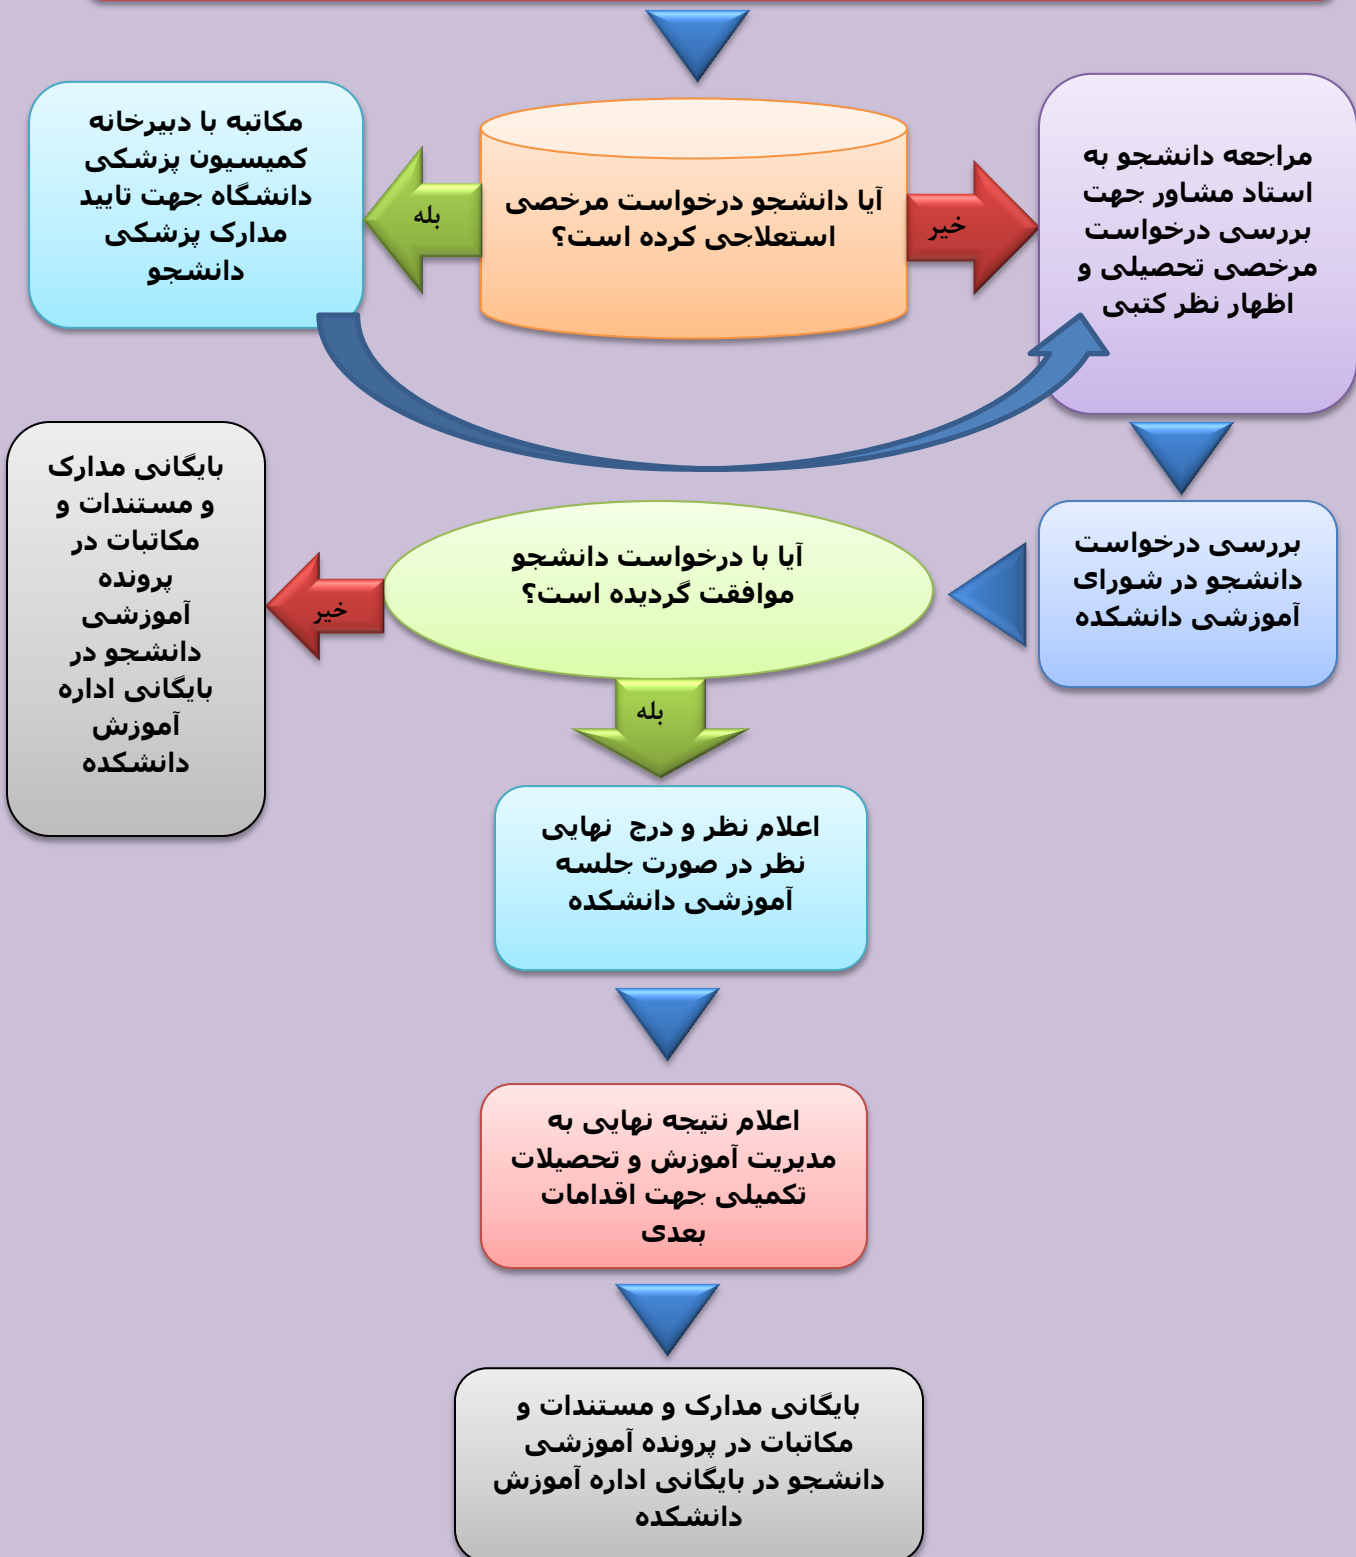 مراجعه دانشجو به
استاد مشاور جهت
بررسی درخواست
مرخصی تحصیلی و
اظهار نظر کتبی
خیر
آیا دانشجو درخواست مرخصی
استعلاجی کرده است؟
بله
مکاتبه با دبیرخانه
کمیسیون پزشکی
دانشگاه جهت تایید
مدارک پزشکی
دانشجو
بررسی درخواست
دانشجو در شورای
آموزشی دانشکده
آیا با درخواست دانشجو
موافقت گردیده است؟
خیر
بایگانی مدارک
و مستندات و
مکاتبات در
پرونده
آموزشی
دانشجو در
بایگانی اداره
آموزش
دانشکده
بله
اعلام نظر و درج  نهایی
نظر در صورت جلسه
آموزشی دانشکده
اعلام نتیجه نهایی به
مدیریت آموزش و تحصیلات
تکمیلی جهت اقدامات
بعدی
بایگانی مدارک و مستندات و
مکاتبات در پرونده آموزشی
دانشجو در بایگانی اداره آموزش
دانشکده